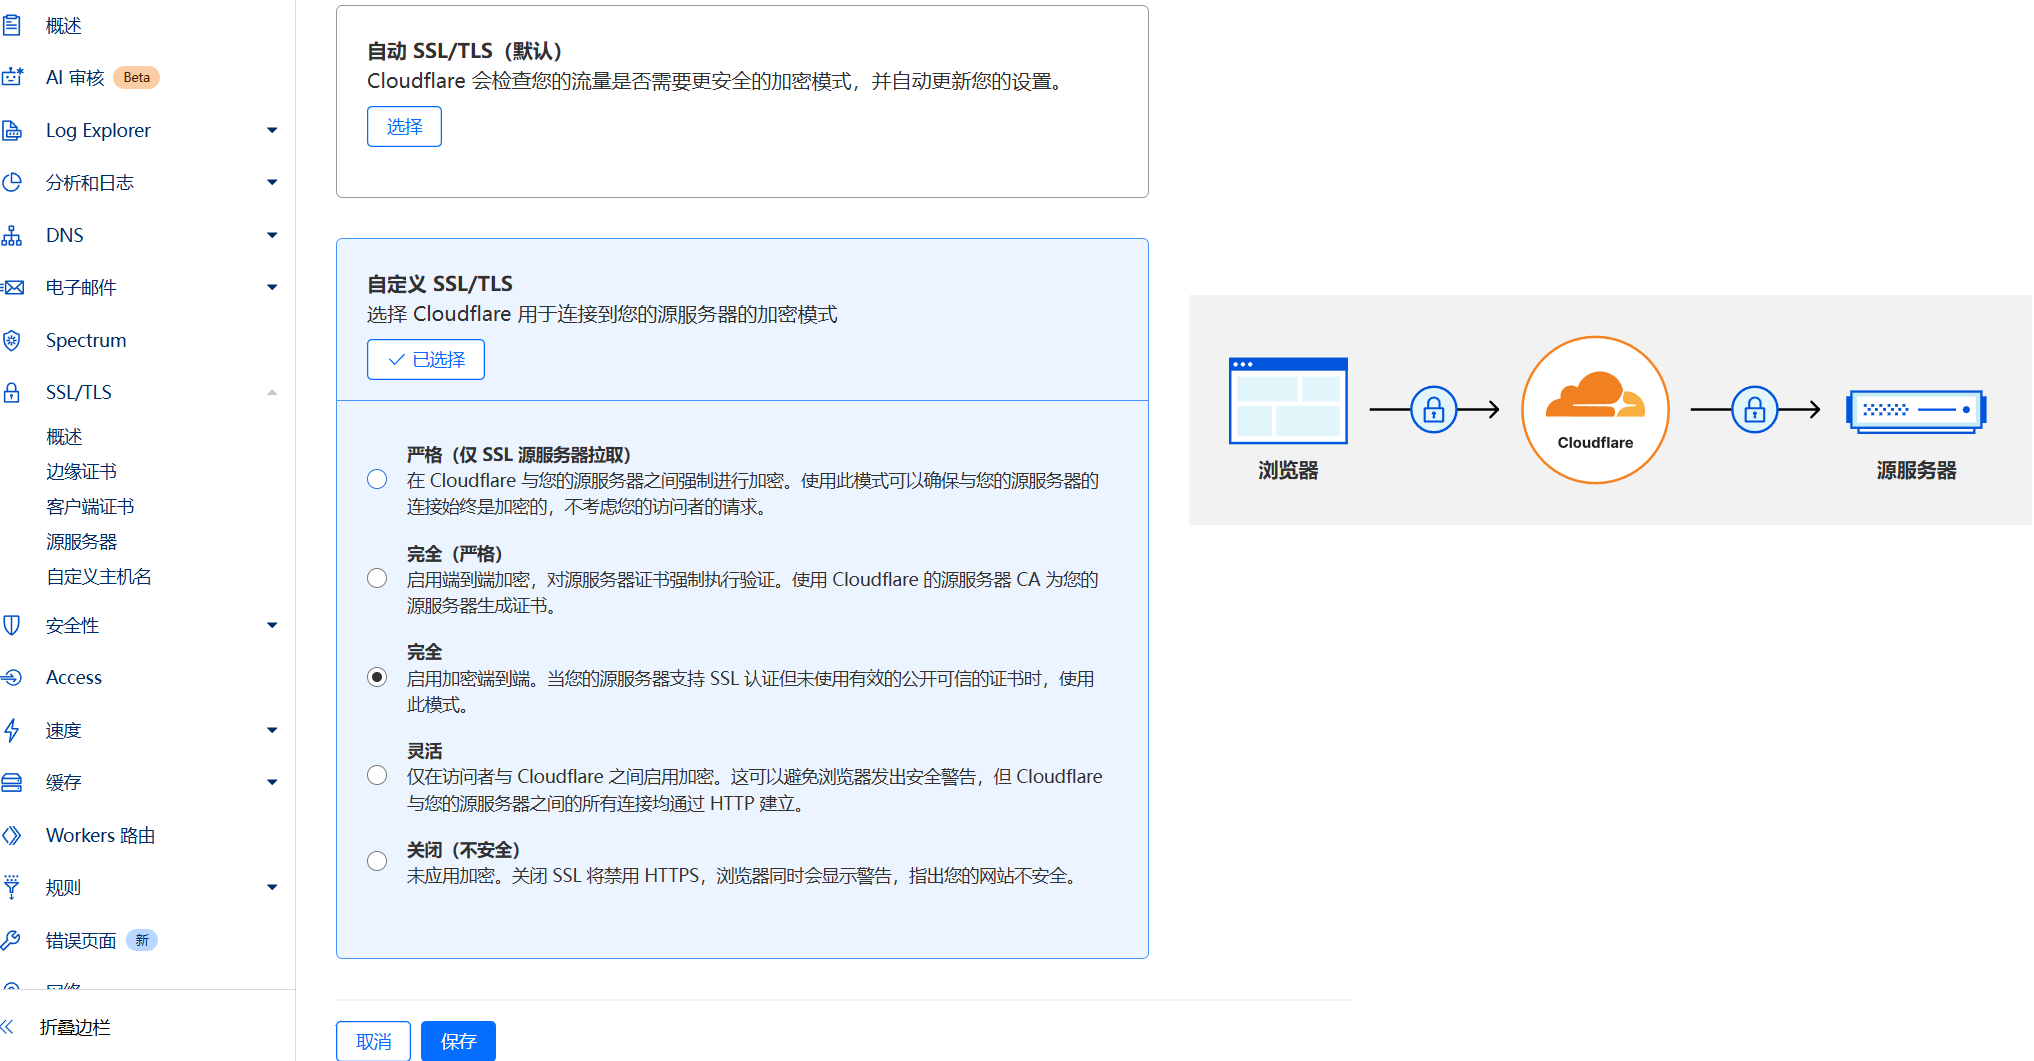 概述
AI 审核 Beta
Log Explorer
分析和日志
DNS
电子邮件
Spectrum
SSL/TLS
概述
边缘证书
客户端证书
源服务器
自定义主机名
安全性
Access
速度
缓存
Workers 路由
规则
错误页面 新
网络
折叠边栏
自动 SSL/TLS（默认）
Cloudflare 会检查您的流量是否需要更安全的加密模式，并自动更新您的设置。
选择
自定义 SSL/TLS
选择 Cloudflare 用于连接到您的源服务器的加密模式
已选择
严格（仅 SSL 源服务器拉取）
在 Cloudflare 与您的源服务器之间强制进行加密。使用此模式可以确保与您的源服务器的
连接始终是加密的，不考虑您的访问者的请求。
完全（严格）
启用端到端加密，对源服务器证书强制执行验证。使用 Cloudflare 的源服务器 CA 为您的
源服务器生成证书。
完全
启用加密端到端。当您的源服务器支持 SSL 认证但未使用有效的公开可信的证书时，使用
此模式。
灵活
仅在访问者与 Cloudflare 之间启用加密。这可以避免浏览器发出安全警告，但 Cloudflare
与您的源服务器之间的所有连接均通过 HTTP 建立。
关闭（不安全）
未应用加密。关闭 SSL 将禁用 HTTPS，浏览器同时会显示警告，指出您的网站不安全。
取消
保存
浏览器
Cloudflare
源服务器